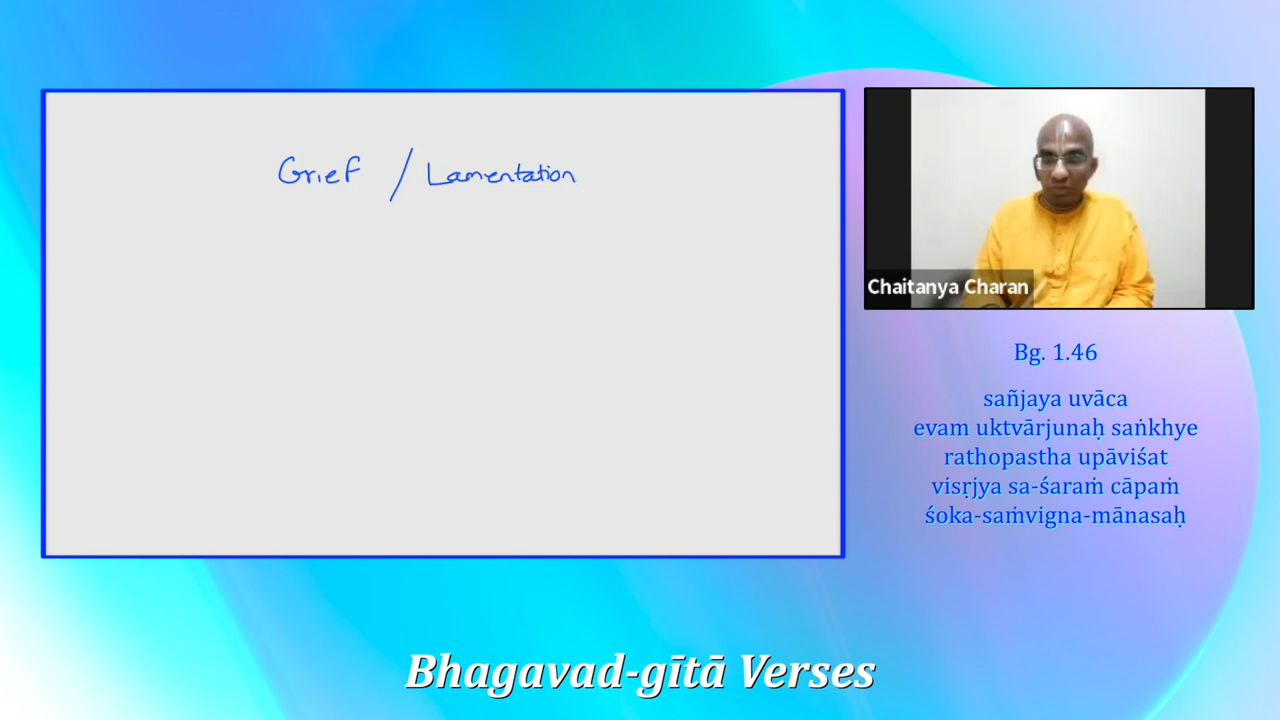 Grief / Lamentation
Chaitanya Charan
Bg. 1.46
sañjaya uvāca
evam uktvārjunaḥ saṅkhye
rathopastha upāviśat
visṛjya sa-śaraṁ cāpaṁ
śoka-saṁvigna-mānasaḥ
Bhagavad-gītā Verses